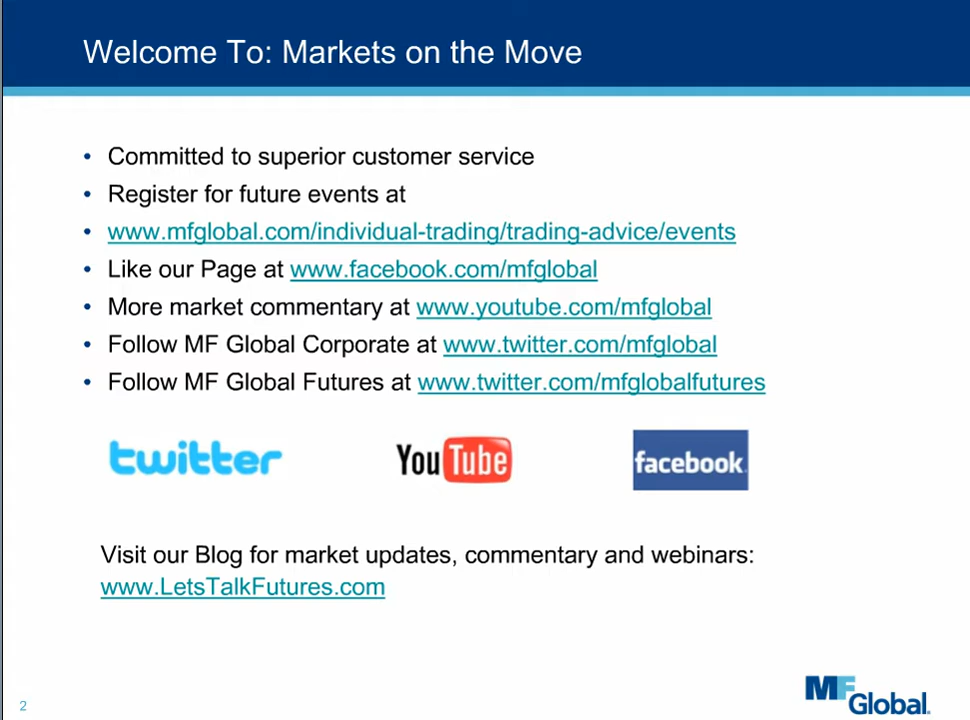 Welcome To: Markets on the Move
• Committed to superior customer service
• Register for future events at
• www.mfglobal.com/individual-trading/trading-advice/events
• Like our Page at www.facebook.com/mfglobal
• More market commentary at www.youtube.com/mfglobal
• Follow MF Global Corporate at www.twitter.com/mfglobal
• Follow MF Global Futures at www.twitter.com/mfglobalfutures
twitter YouTube facebook
Visit our Blog for market updates, commentary and webinars:
www.LetsTalkFutures.com
2
MF Global.